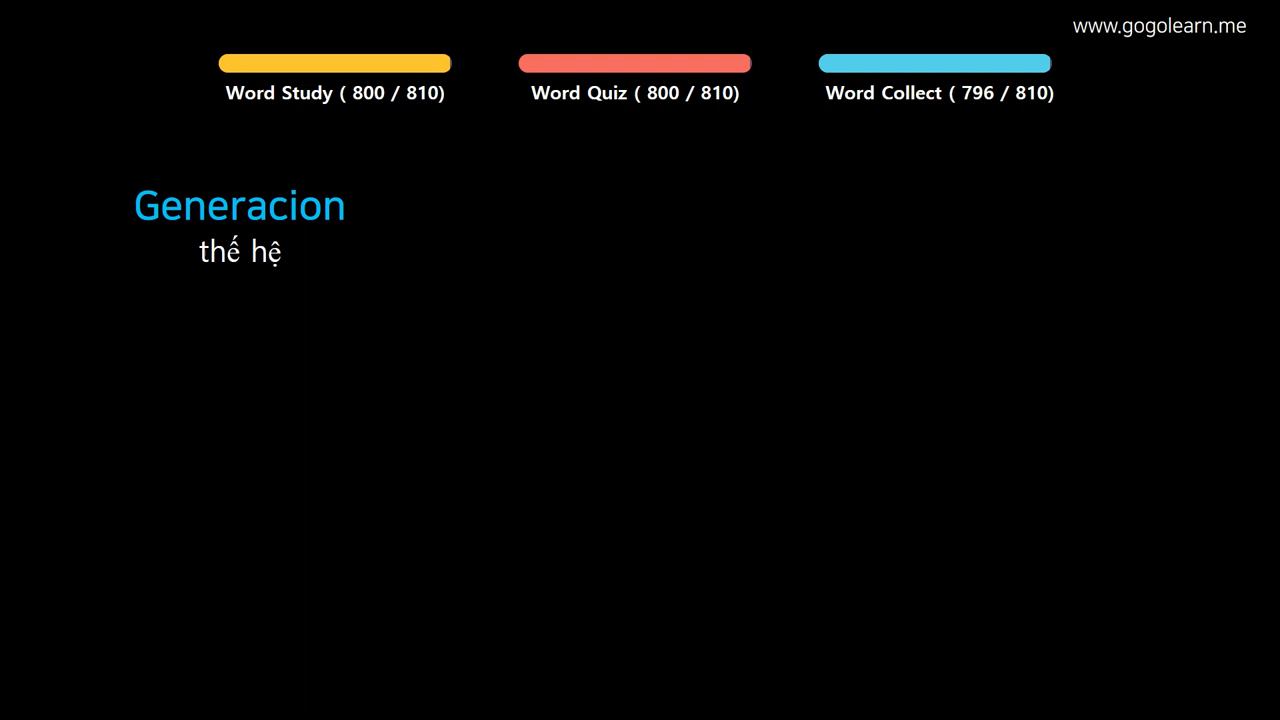 www.gogolearn.me
Word Study ( 800 / 810)
Word Quiz ( 800 / 810)
Word Collect ( 796 / 810)
Generacion
thế hệ